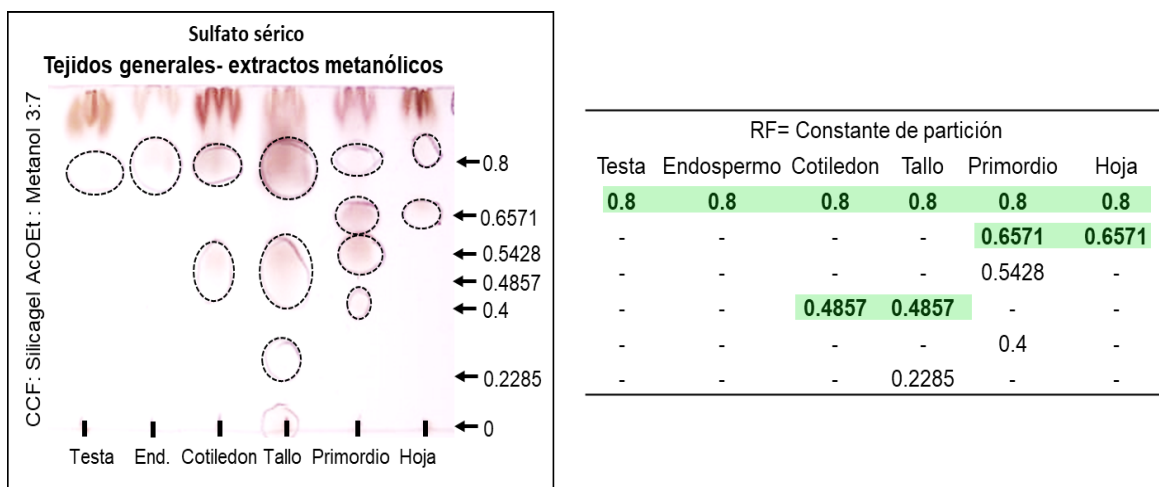 Sulfato sérico
Tejidos generales- extractos metanólicos
CCF: Silicagel AcOEt : Metanol 3:7
0.8
0.6571
0.5428
0.4857
0.4
0.2285
0
Testa End. Cotiledon Tallo Primordio Hoja
RF= Constante de partición
Testa Endospermo Cotiledon Tallo Primordio Hoja
0.8 0.8 0.8 0.8 0.8 0.8
- - - - 0.6571 0.6571
- - - - 0.5428 -
- - 0.4857 0.4857 - -
- - - - 0.4 -
- - - 0.2285 - -